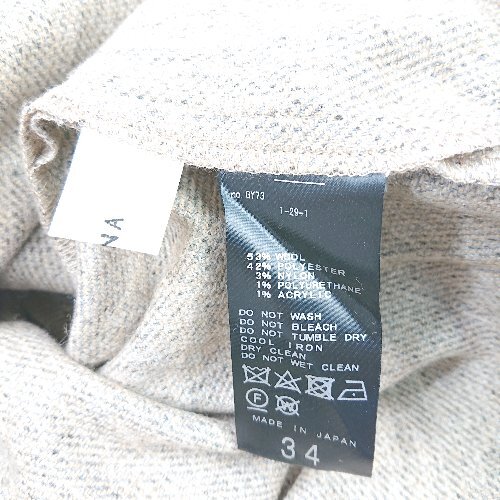 NA
no GY73
1-29-1
53% WOOL
42% POLYESTER
3% NYLON
1% POLYURETHANE
1% ACRYLIC
DO NOT WASH
DO NOT BLEACH
DO NOT TUMBLE DRY
COOL IRON
DRY CLEAN
DO NOT WET CLEAN
MADE IN JAPAN
34